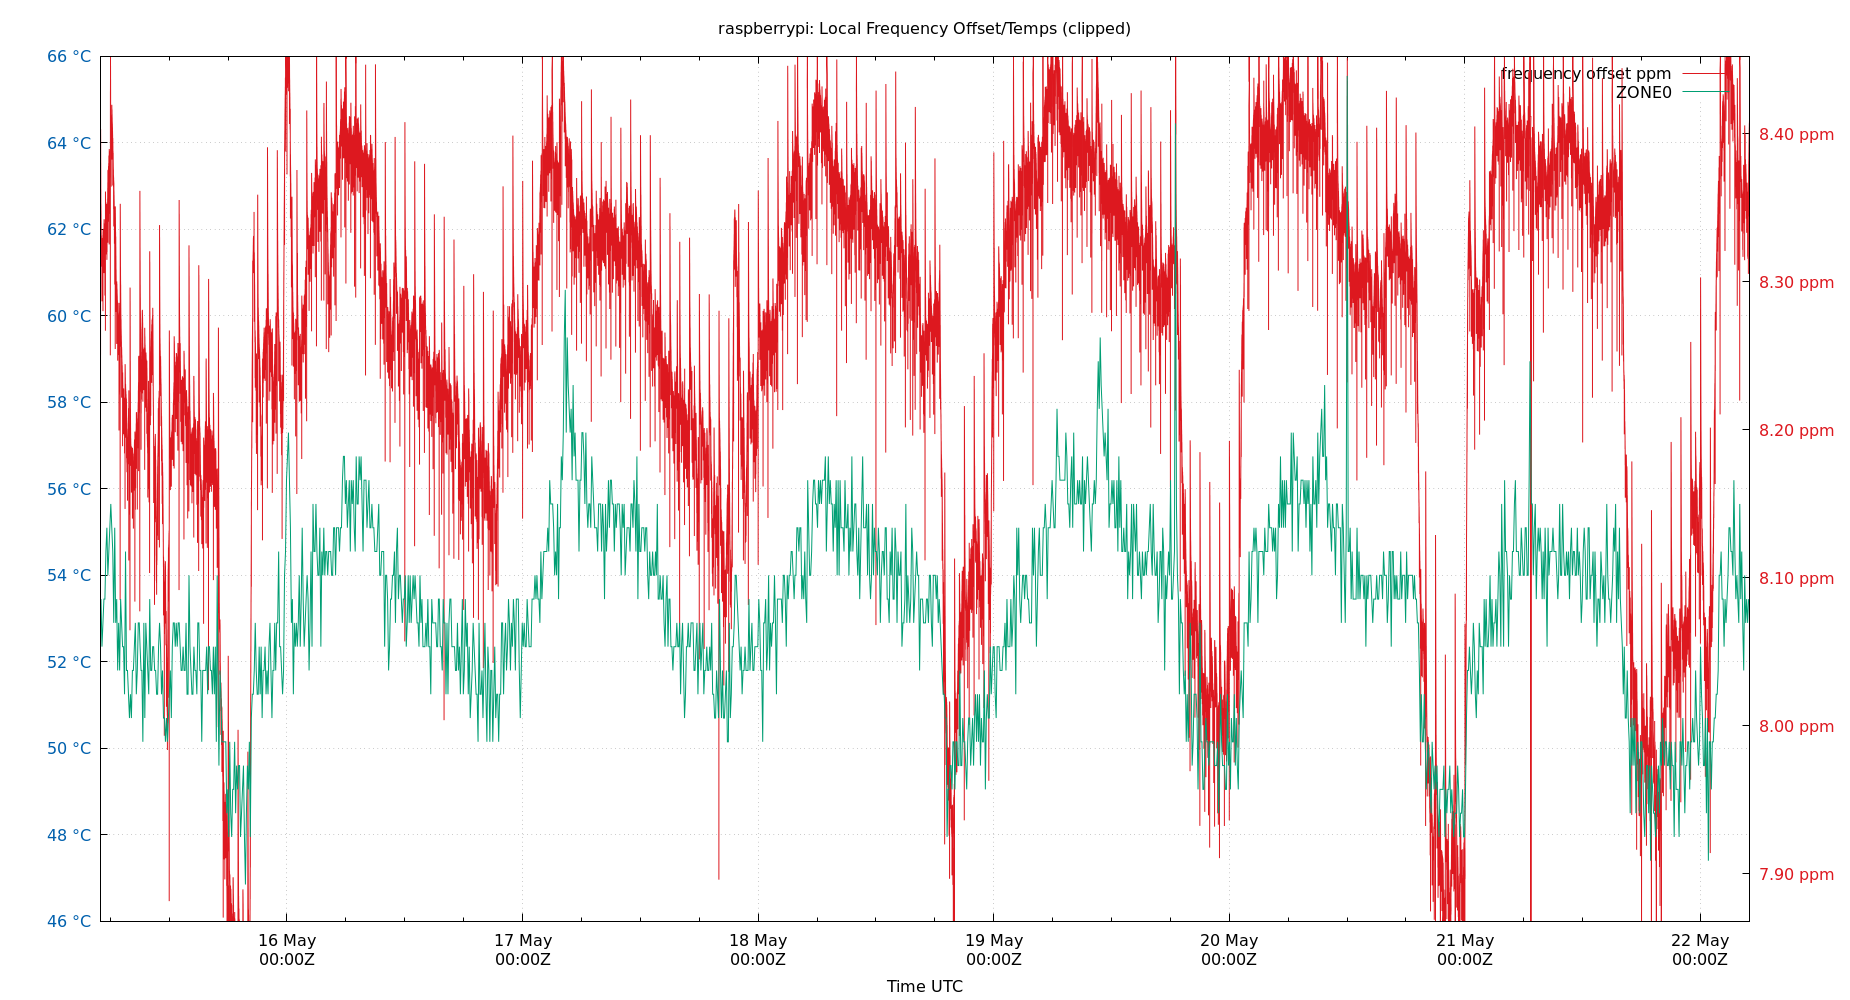 raspberrypi: Local Frequency Offset/Temps (clipped)
66 °C
64 °C
62 °C
60 °C
58 °C
56 °C
54 °C
52 °C
50 °C
48 °C
46 °C
frequency offset ppm
ZONE0
8.40 ppm
8.30 ppm
8.20 ppm
8.10 ppm
8.00 ppm
7.90 ppm
16 May
00:00Z
17 May
00:00Z
18 May
00:00Z
19 May
00:00Z
20 May
00:00Z
21 May
00:00Z
22 May
00:00Z
Time UTC